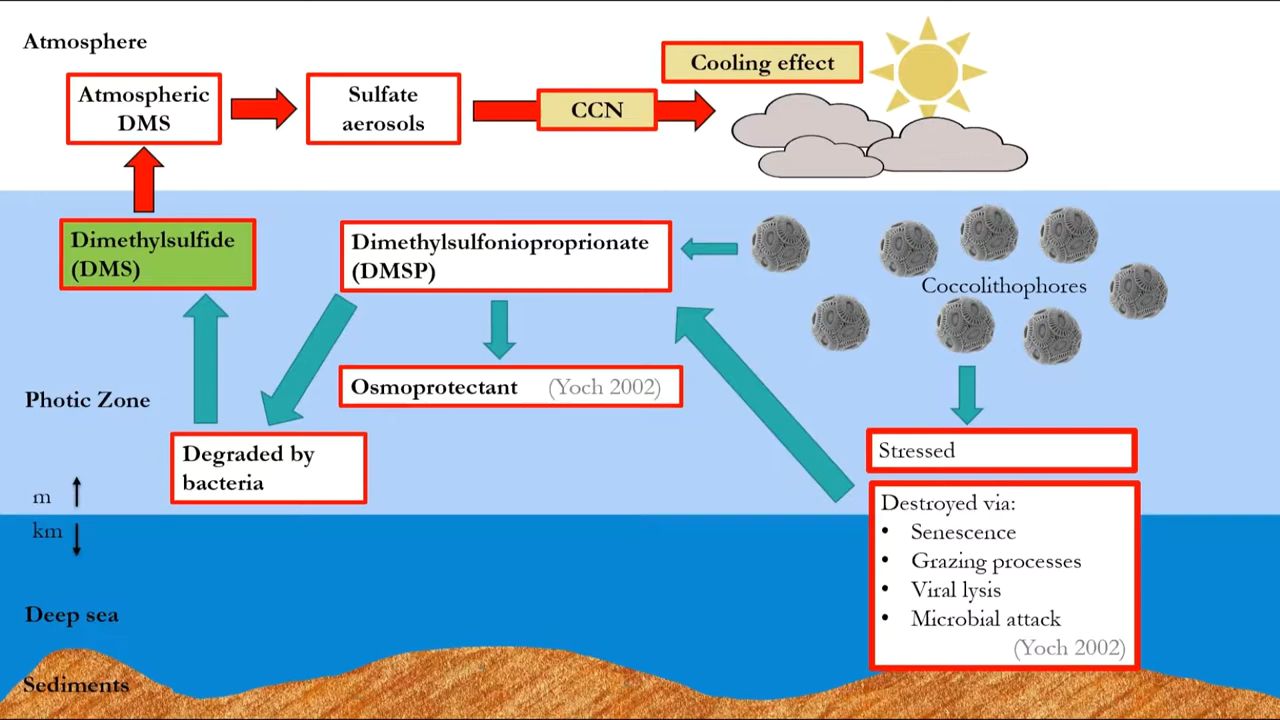 Atmosphere
Atmospheric
DMS
Sulfate
aerosols
CCN
Cooling effect
Dimethylsulfide
(DMS)
Dimethylsulfonioproprionate
(DMSP)
Coccolithophores
Osmoprotectant (Yoch 2002)
Photic Zone
Degraded by
bacteria
Stressed
m
km
Destroyed via:
• Senescence
• Grazing processes
• Viral lysis
• Microbial attack
(Yoch 2002)
Deep sea
Sediments